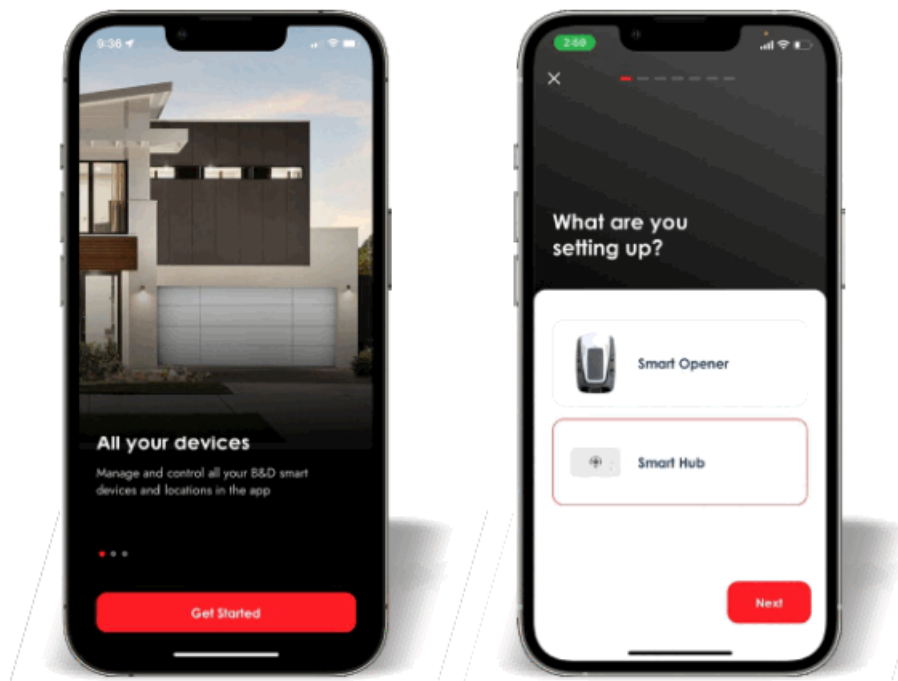 9:36
All your devices
Manage and control all your B&D smart
devices and locations in the app
Get Started
2:60
What are you
setting up?
Smart Opener
Smart Hub
Next